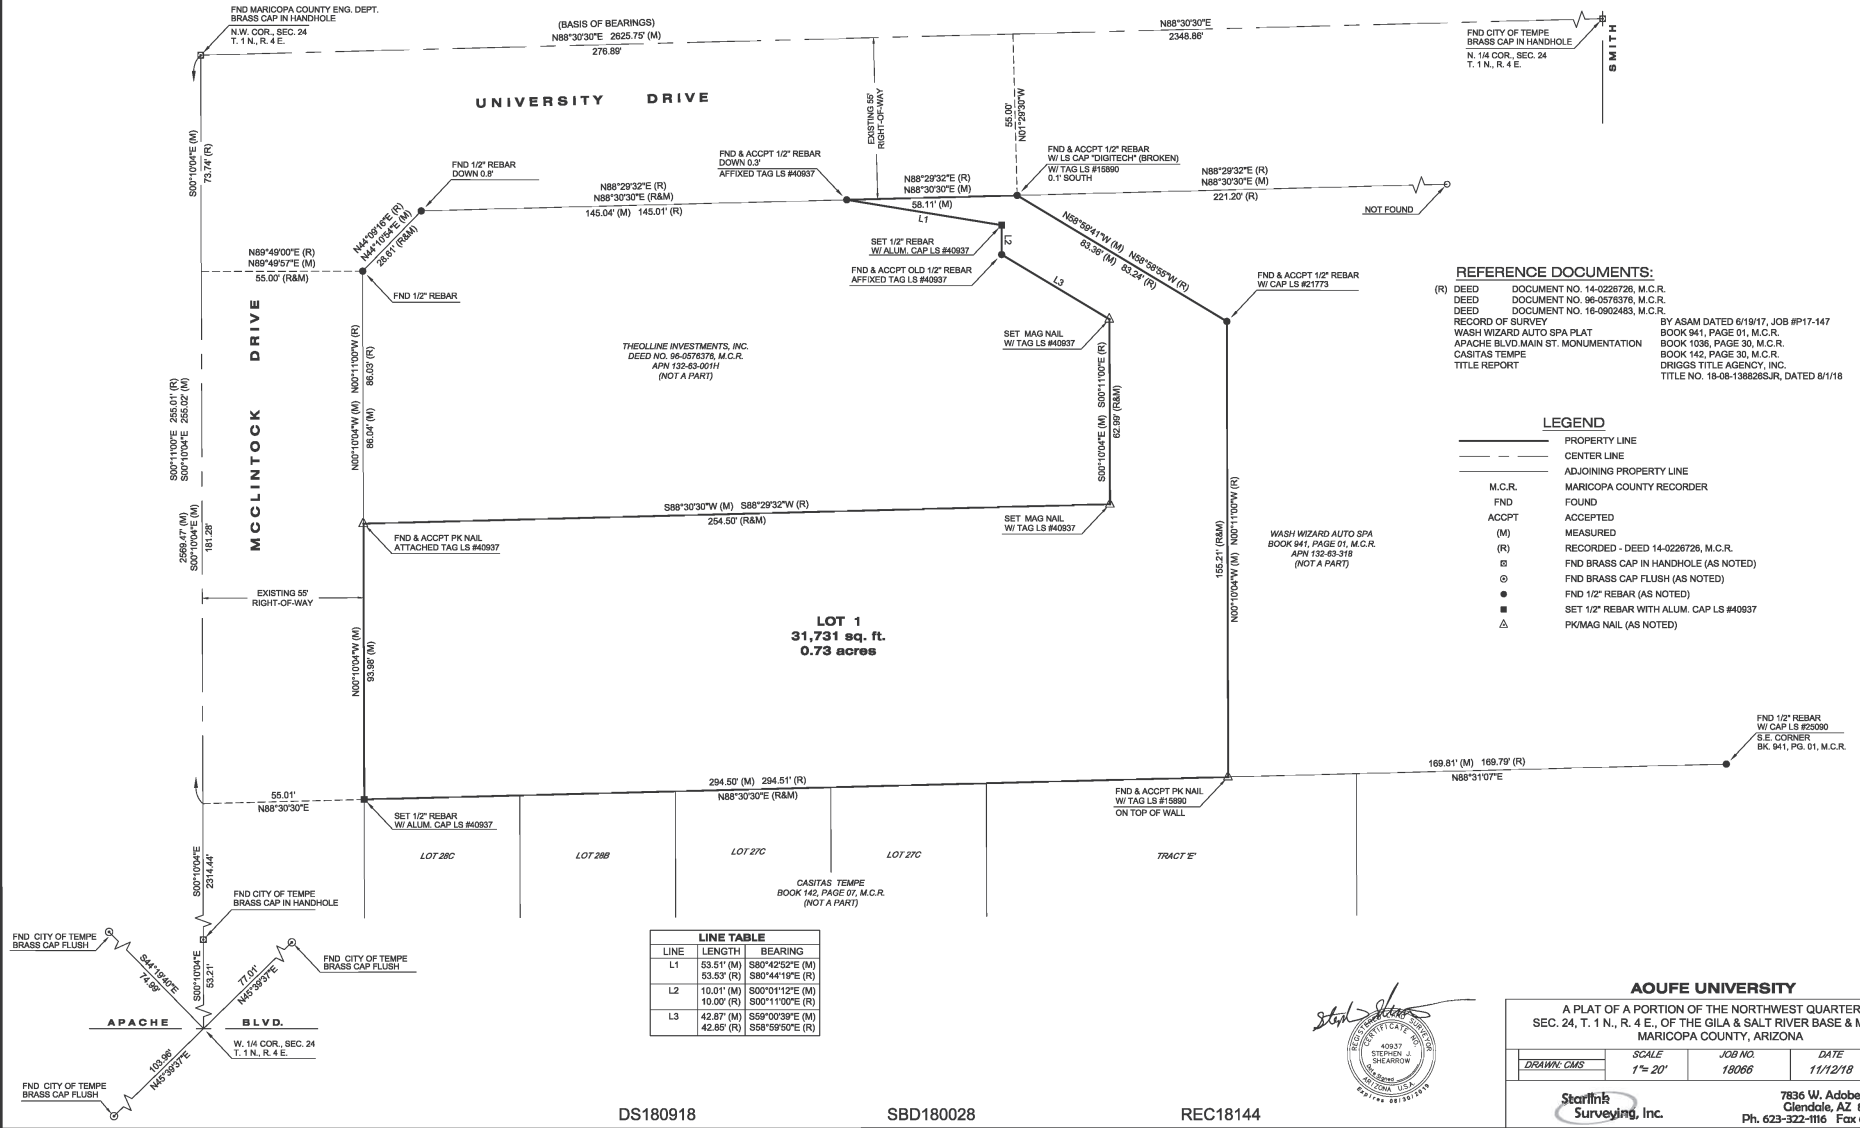 FND MARICOPA COUNTY ENG. DEPT.
BRASS CAP IN HANDHOLE
N.W. COR., SEC. 24
T. 1 N., R. 4 E.
(BASIS OF BEARINGS)
N88°30'30"E 2625.75' (M)
276.89'
N88°30'30"E
2348.86'
FND CITY OF TEMPE
BRASS CAP IN HANDHOLE
N. 1/4 COR., SEC. 24
T. 1 N., R. 4 E.
SMITH
UNIVERSITY DRIVE
EXISTING 55'
RIGHT-OF-WAY
55.00'
N01°29'30"W
S00°10'04"E (M)
73.74' (R)
FND 1/2" REBAR
DOWN 0.8'
FND & ACCPT 1/2" REBAR
DOWN 0.3'
AFFIXED TAG LS #40937
FND & ACCPT 1/2" REBAR
W/ LS CAP "DIGITECH" (BROKEN)
W/ TAG LS #15890
0.1' SOUTH
N88°29'32"E (R)
N88°30'30"E (R&M)
145.04' (M) 145.01' (R)
N88°29'32"E (R)
N88°30'30"E (M)
58.11' (M)
N88°29'32"E (R)
N88°30'30"E (M)
221.20' (R)
NOT FOUND
L1
L2
L3
N44°09'16"E (R)
N44°10'54"E (M)
28.61' (R&M)
SET 1/2" REBAR
W/ ALUM. CAP LS #40937
FND & ACCPT OLD 1/2" REBAR
AFFIXED TAG LS #40937
N58°59'41"W (M) N58°58'55"W (R)
83.36' (M) 83.24' (R)
N89°49'00"E (R)
N89°49'57"E (M)
55.00' (R&M)
FND 1/2" REBAR
FND & ACCPT 1/2" REBAR
W/ CAP LS #21773
REFERENCE DOCUMENTS:
(R) DEED DOCUMENT NO. 14-0226726, M.C.R.
DEED DOCUMENT NO. 96-0576376, M.C.R.
DEED DOCUMENT NO. 16-0902483, M.C.R.
RECORD OF SURVEY BY ASAM DATED 6/19/17, JOB #P17-147
WASH WIZARD AUTO SPA PLAT BOOK 941, PAGE 01, M.C.R.
APACHE BLVD.MAIN ST. MONUMENTATION BOOK 1036, PAGE 30, M.C.R.
CASITAS TEMPE BOOK 142, PAGE 30, M.C.R.
TITLE REPORT DRIGGS TITLE AGENCY, INC.
TITLE NO. 18-08-138826SJR, DATED 8/1/18
MCCLINTOCK DRIVE
THEOLLINE INVESTMENTS, INC.
DEED NO. 96-0576376, M.C.R.
APN 132-63-001H
(NOT A PART)
SET MAG NAIL
W/ TAG LS #40937
N00°10'04"W (M) N00°11'00"W (R)
86.04' (M) 86.03' (R)
S00°10'04"E (M) S00°11'00"E (R)
62.99' (R&M)
S00°11'00"E 255.01' (R)
S00°10'04"E 255.02' (M)
2569.47' (M)
S00°10'04"E (M)
181.28'
LEGEND
PROPERTY LINE
CENTER LINE
ADJOINING PROPERTY LINE
M.C.R. MARICOPA COUNTY RECORDER
FND FOUND
ACCPT ACCEPTED
(M) MEASURED
(R) RECORDED - DEED 14-0226726, M.C.R.
FND BRASS CAP IN HANDHOLE (AS NOTED)
FND BRASS CAP FLUSH (AS NOTED)
FND 1/2" REBAR (AS NOTED)
SET 1/2" REBAR WITH ALUM. CAP LS #40937
PK/MAG NAIL (AS NOTED)
S88°30'30"W (M) S88°29'32"W (R)
254.50' (R&M)
SET MAG NAIL
W/ TAG LS #40937
FND & ACCPT PK NAIL
ATTACHED TAG LS #40937
155.21' (R&M)
N00°10'04"W (M) N00°11'00"W (R)
WASH WIZARD AUTO SPA
BOOK 941, PAGE 01, M.C.R.
APN 132-63-318
(NOT A PART)
EXISTING 55'
RIGHT-OF-WAY
N00°10'04"W (M)
93.98' (M)
LOT 1
31,731 sq. ft.
0.73 acres
FND 1/2" REBAR
W/ CAP LS #25090
S.E. CORNER
BK. 941, PG. 01, M.C.R.
169.81' (M) 169.79' (R)
N88°31'07"E
294.50' (M) 294.51' (R)
N88°30'30"E (R&M)
FND & ACCPT PK NAIL
W/ TAG LS #15890
ON TOP OF WALL
55.01'
N88°30'30"E
SET 1/2" REBAR
W/ ALUM. CAP LS #40937
LOT 28C
LOT 28B
LOT 27C
LOT 27C
TRACT 'E'
CASITAS TEMPE
BOOK 142, PAGE 07, M.C.R.
(NOT A PART)
S00°10'04"E
2314.44'
FND CITY OF TEMPE
BRASS CAP IN HANDHOLE
FND CITY OF TEMPE
BRASS CAP FLUSH
S44°19'40"E
74.99'
S00°10'04"E
53.21'
77.01'
N45°39'37"E
FND CITY OF TEMPE
BRASS CAP FLUSH
APACHE BLVD.
W. 1/4 COR., SEC. 24
T. 1 N., R. 4 E.
103.96'
N45°39'37"E
FND CITY OF TEMPE
BRASS CAP FLUSH
LINE TABLE
LINE LENGTH BEARING
L1 53.51' (M) S80°42'52"E (M)
53.53' (R) S80°44'19"E (R)
L2 10.01' (M) S00°01'12"E (M)
10.00' (R) S00°11'00"E (R)
L3 42.87' (M) S59°00'39"E (M)
42.85' (R) S58°59'50"E (R)
REGISTERED LAND SURVEYOR
CERTIFICATE NO.
40937
STEPHEN J.
SHEARROW
Date Signed
ARIZONA U.S.A.
Expires 06/30/2019
AOUFE UNIVERSITY
A PLAT OF A PORTION OF THE NORTHWEST QUARTER
SEC. 24, T. 1 N., R. 4 E., OF THE GILA & SALT RIVER BASE & M
MARICOPA COUNTY, ARIZONA
DRAWN: CMS
SCALE
1"= 20'
JOB NO.
18066
DATE
11/12/18
Starlink
Surveying, Inc.
7836 W. Adobe
Glendale, AZ
Ph. 623-322-1116 Fax
DS180918 SBD180028 REC18144